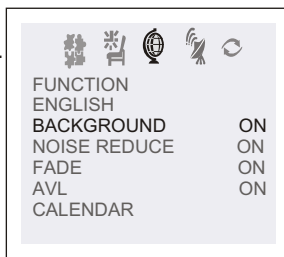 FUNCTION
ENGLISH
BACKGROUND ON
NOISE REDUCE ON
FADE ON
AVL ON
CALENDAR